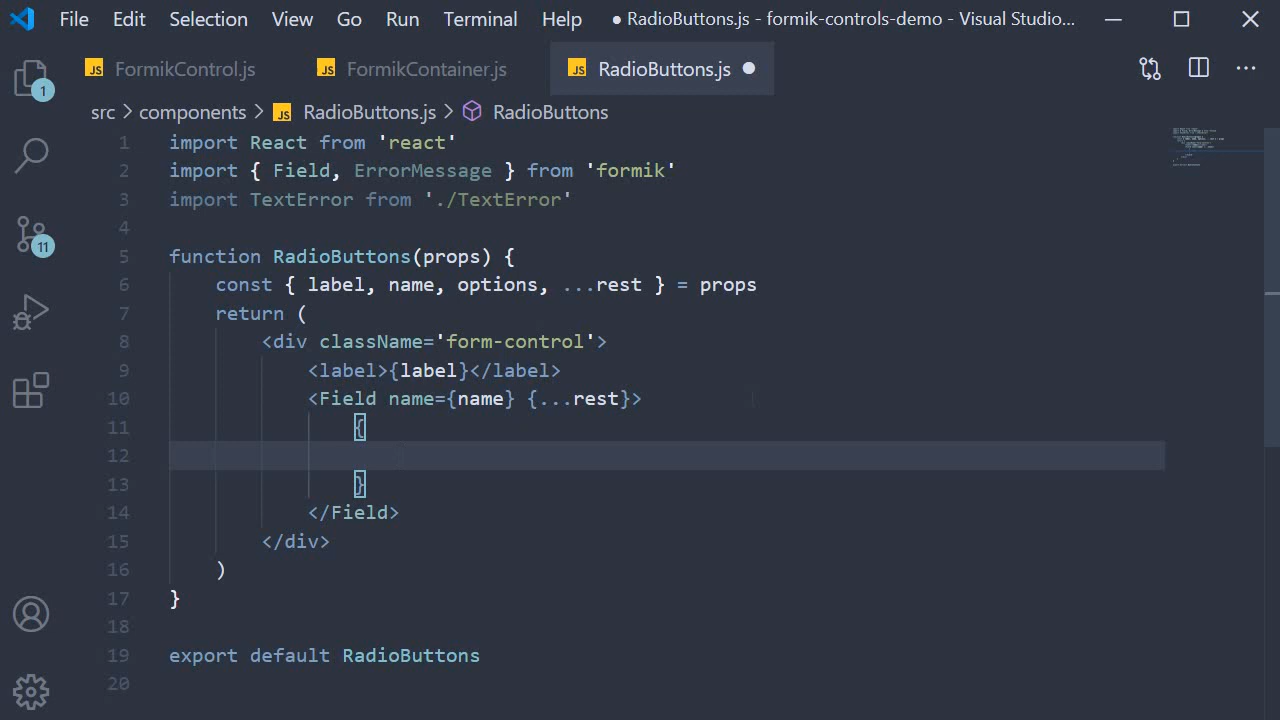 File Edit Selection View Go Run Terminal Help ● RadioButtons.js - formik-controls-demo - Visual Studio...
JS FormikControl.js JS FormikContainer.js JS RadioButtons.js
1
src > components > JS RadioButtons.js > RadioButtons
1 import React from 'react'
2 import { Field, ErrorMessage } from 'formik'
3 import TextError from './TextError'
4
5 function RadioButtons(props) {
6 const { label, name, options, ...rest } = props
7 return (
8 <div className='form-control'>
9 <label>{label}</label>
10 <Field name={name} {...rest}>
11 {
12
13 }
14 </Field>
15 </div>
16 )
17 }
18
19 export default RadioButtons
20
11